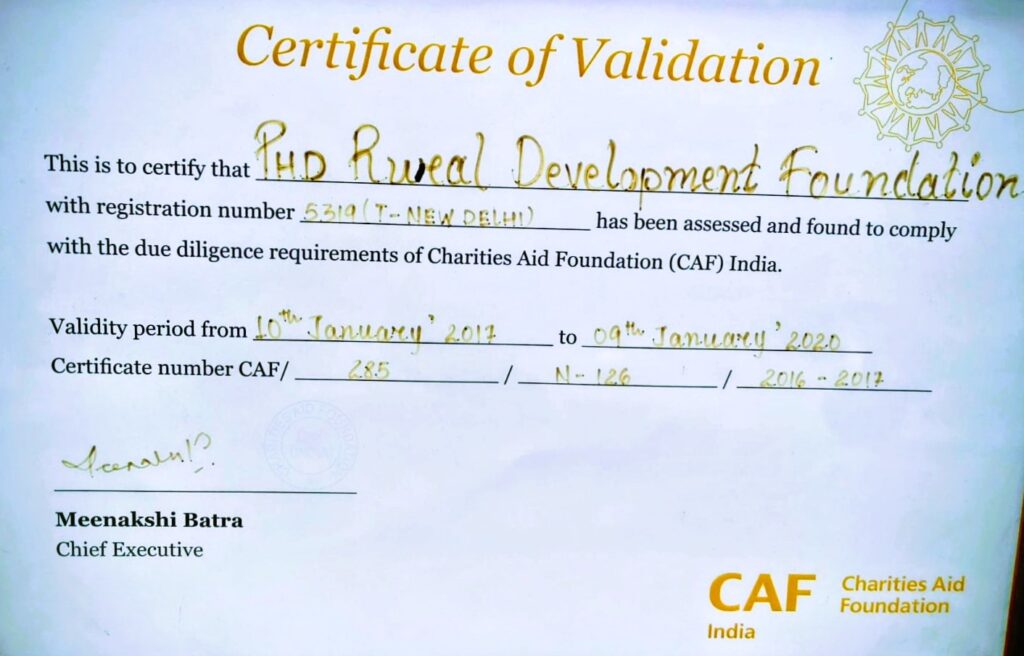 Certificate of Validation
This is to certify that PHD Rural Development Foundation
with registration number 5319 (T-NEW DELHI) has been assessed and found to comply
with the due diligence requirements of Charities Aid Foundation (CAF) India.
Validity period from 10th January' 2017 to 09th January' 2020
Certificate number CAF/ 285 / N-126 / 2016-2017
Meenakshi Batra
Chief Executive
CAF Charities Aid
Foundation
India